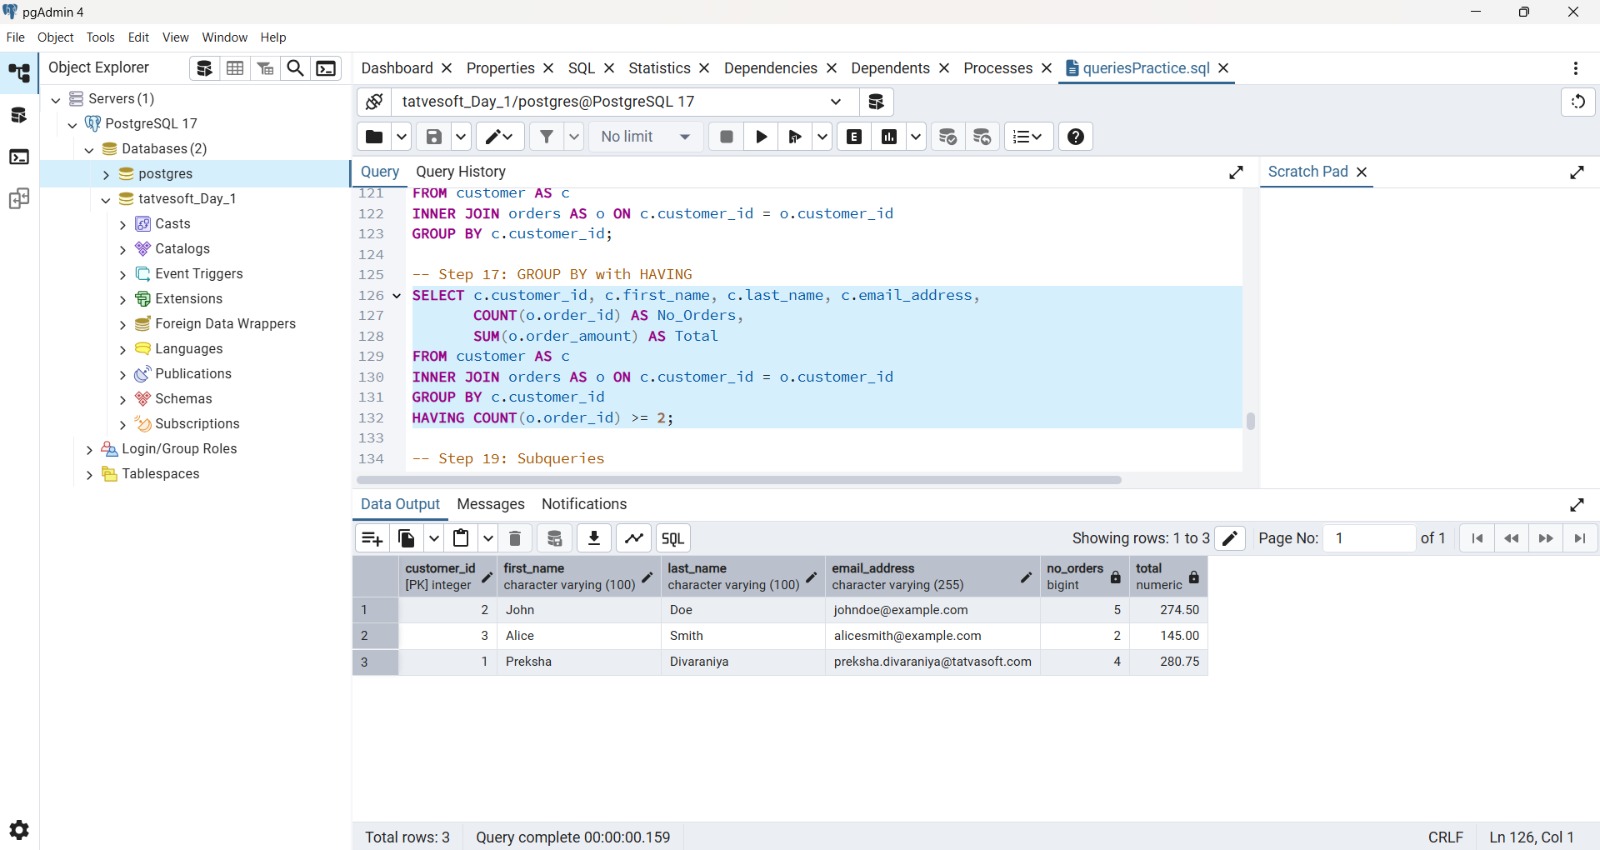 pgAdmin 4
File Object Tools Edit View Window Help
Object Explorer
Dashboard Properties SQL Statistics Dependencies Dependents Processes queriesPractice.sql
Servers (1)
PostgreSQL 17
Databases (2)
postgres
tatvesoft_Day_1
Casts
Catalogs
Event Triggers
Extensions
Foreign Data Wrappers
Languages
Publications
Schemas
Subscriptions
Login/Group Roles
Tablespaces
tatvesoft_Day_1/postgres@PostgreSQL 17
No limit E
Query Query History Scratch Pad
121 FROM customer AS c
122 INNER JOIN orders AS o ON c.customer_id = o.customer_id
123 GROUP BY c.customer_id;
124
125 -- Step 17: GROUP BY with HAVING
126 SELECT c.customer_id, c.first_name, c.last_name, c.email_address,
127 COUNT(o.order_id) AS No_Orders,
128 SUM(o.order_amount) AS Total
129 FROM customer AS c
130 INNER JOIN orders AS o ON c.customer_id = o.customer_id
131 GROUP BY c.customer_id
132 HAVING COUNT(o.order_id) >= 2;
133
134 -- Step 19: Subqueries
Data Output Messages Notifications
SQL Showing rows: 1 to 3 Page No: 1 of 1
customer_id first_name last_name email_address no_orders total
[PK] integer character varying (100) character varying (100) character varying (255) bigint numeric
1 2 John Doe johndoe@example.com 5 274.50
2 3 Alice Smith alicesmith@example.com 2 145.00
3 1 Preksha Divaraniya preksha.divaraniya@tatvasoft.com 4 280.75
Total rows: 3 Query complete 00:00:00.159 CRLF Ln 126, Col 1